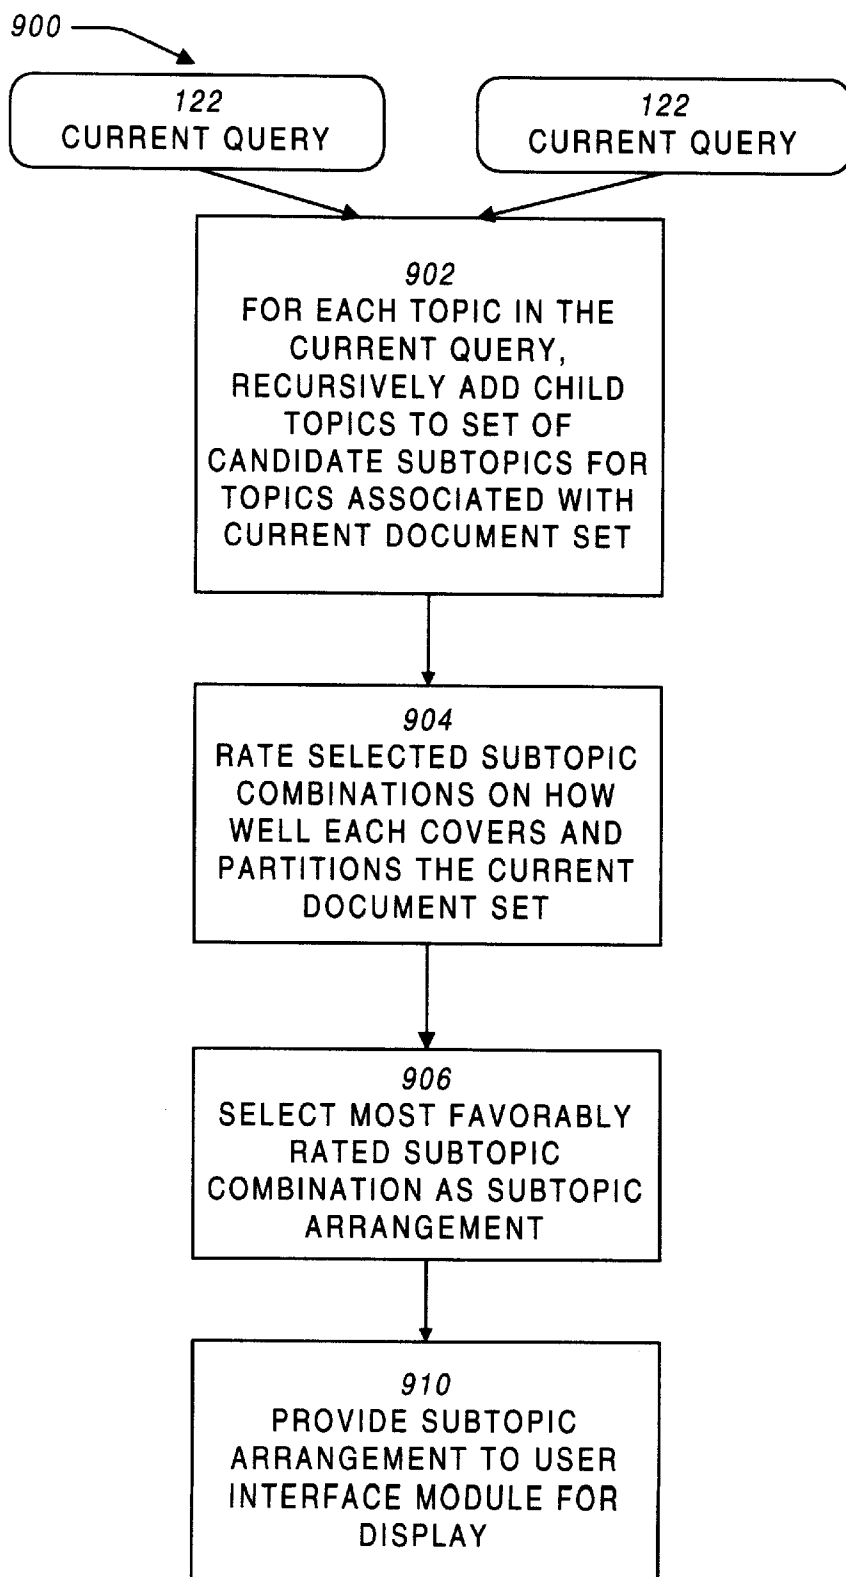 900
122
CURRENT QUERY
122
CURRENT QUERY
902
FOR EACH TOPIC IN THE
CURRENT QUERY,
RECURSIVELY ADD CHILD
TOPICS TO SET OF
CANDIDATE SUBTOPICS FOR
TOPICS ASSOCIATED WITH
CURRENT DOCUMENT SET
904
RATE SELECTED SUBTOPIC
COMBINATIONS ON HOW
WELL EACH COVERS AND
PARTITIONS THE CURRENT
DOCUMENT SET
906
SELECT MOST FAVORABLY
RATED SUBTOPIC
COMBINATION AS SUBTOPIC
ARRANGEMENT
910
PROVIDE SUBTOPIC
ARRANGEMENT TO USER
INTERFACE MODULE FOR
DISPLAY